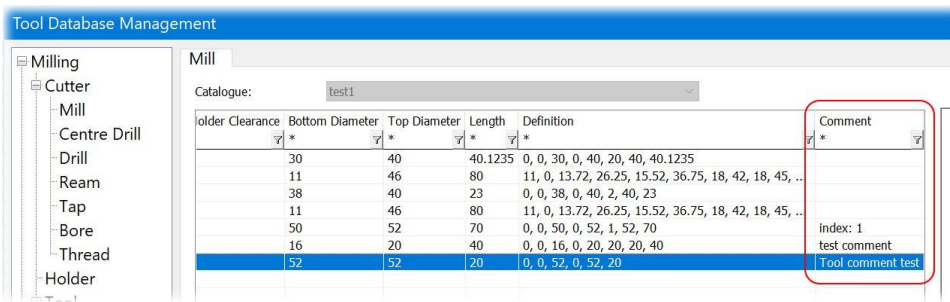 Tool Database Management
Milling
Cutter
Mill
Centre Drill
Drill
Ream
Tap
Bore
Thread
Holder
Tool
Mill
Catalogue: test1
older Clearance Bottom Diameter Top Diameter Length Definition Comment
* * * * *
30 40 40.1235 0, 0, 30, 0, 40, 20, 40, 40.1235
11 46 80 11, 0, 13.72, 26.25, 15.52, 36.75, 18, 42, 18, 45, ...
38 40 23 0, 0, 38, 0, 40, 2, 40, 23
11 46 80 11, 0, 13.72, 26.25, 15.52, 36.75, 18, 42, 18, 45, ...
50 52 70 0, 0, 50, 0, 52, 1, 52, 70 index: 1
16 20 40 0, 0, 16, 0, 20, 20, 20, 40 test comment
52 52 20 0, 0, 52, 0, 52, 20 Tool comment test